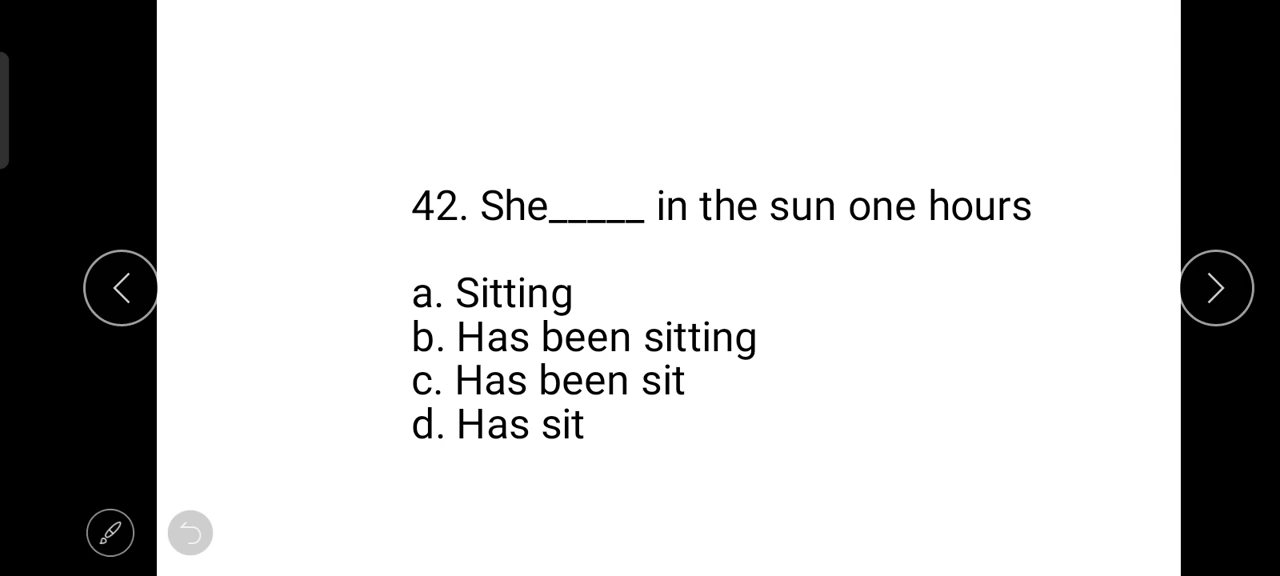 42. She_____ in the sun one hours
a. Sitting
b. Has been sitting
c. Has been sit
d. Has sit